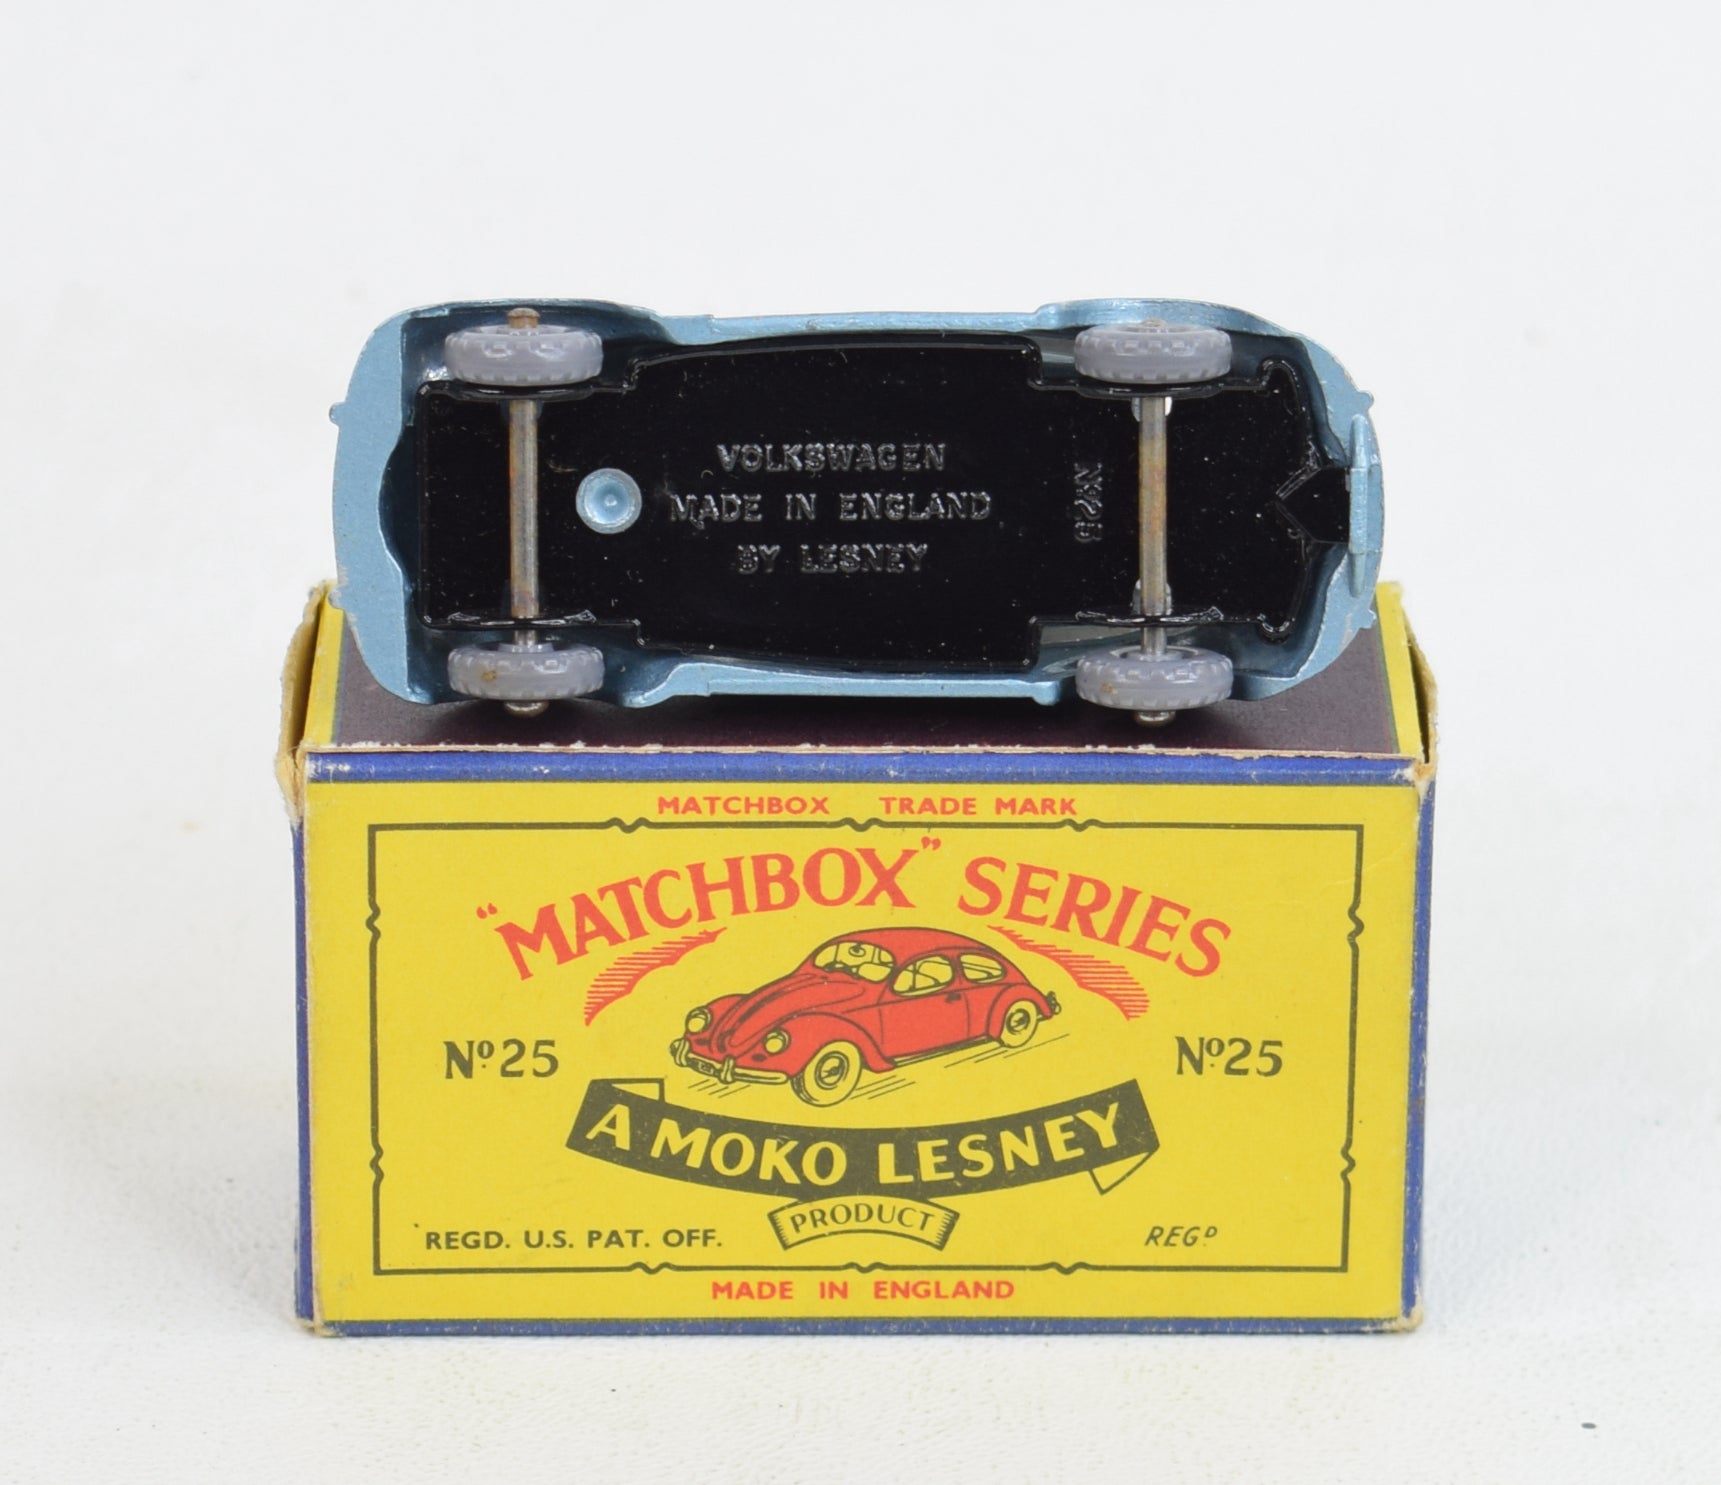 VOLKSWAGEN
MADE IN ENGLAND
BY LESNEY
Nº25
MATCHBOX TRADE MARK
"MATCHBOX" SERIES
Nº25
Nº25
A MOKO LESNEY
PRODUCT
REGD. U.S. PAT. OFF.
REGD
MADE IN ENGLAND